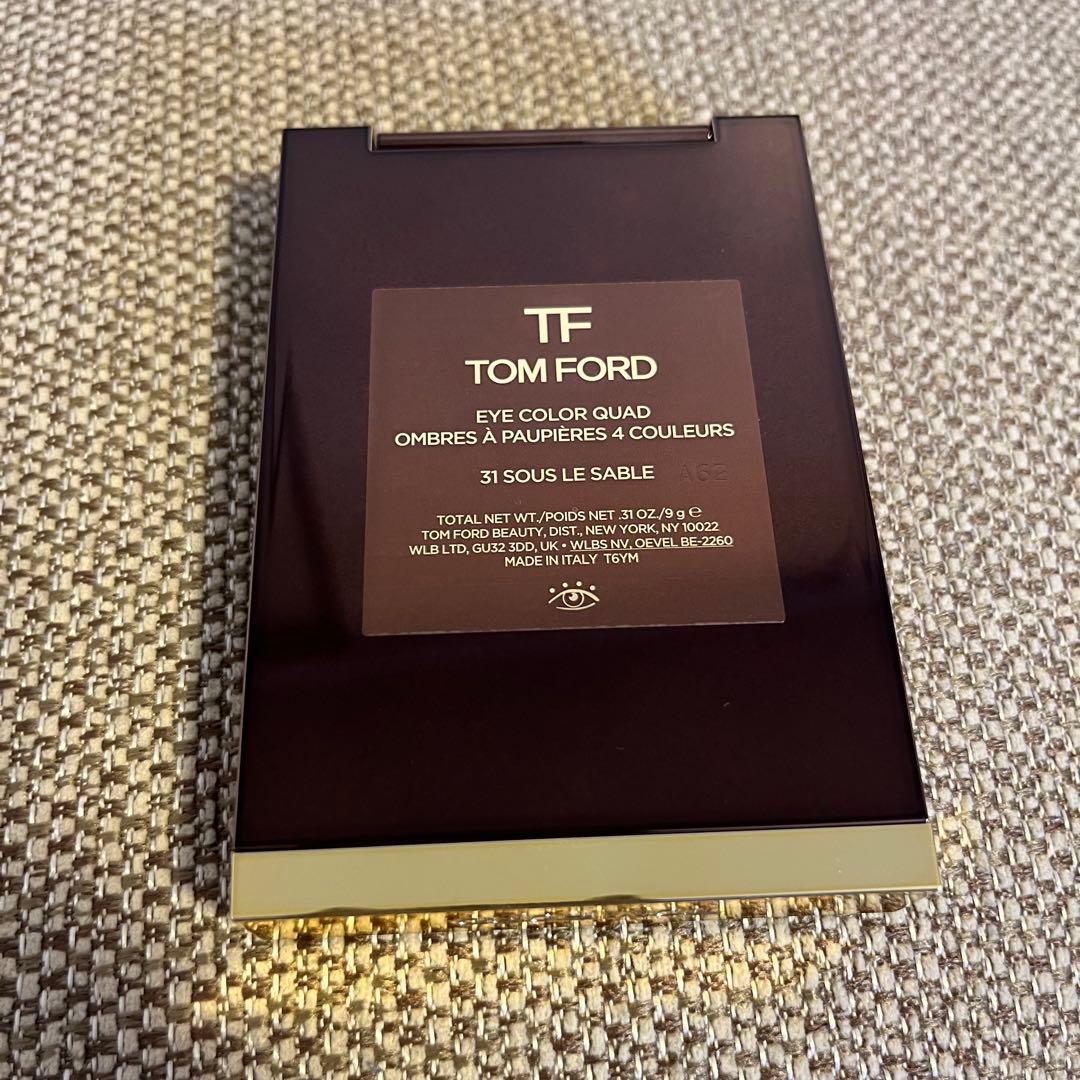 TF
TOM FORD
EYE COLOR QUAD
OMBRES À PAUPIÈRES 4 COULEURS
31 SOUS LE SABLE A62
TOTAL NET WT./POIDS NET .31 OZ./9 g ℮
TOM FORD BEAUTY, DIST., NEW YORK, NY 10022
WLB LTD, GU32 3DD, UK • WLBS NV, OEVEL BE-2260
MADE IN ITALY T6YM